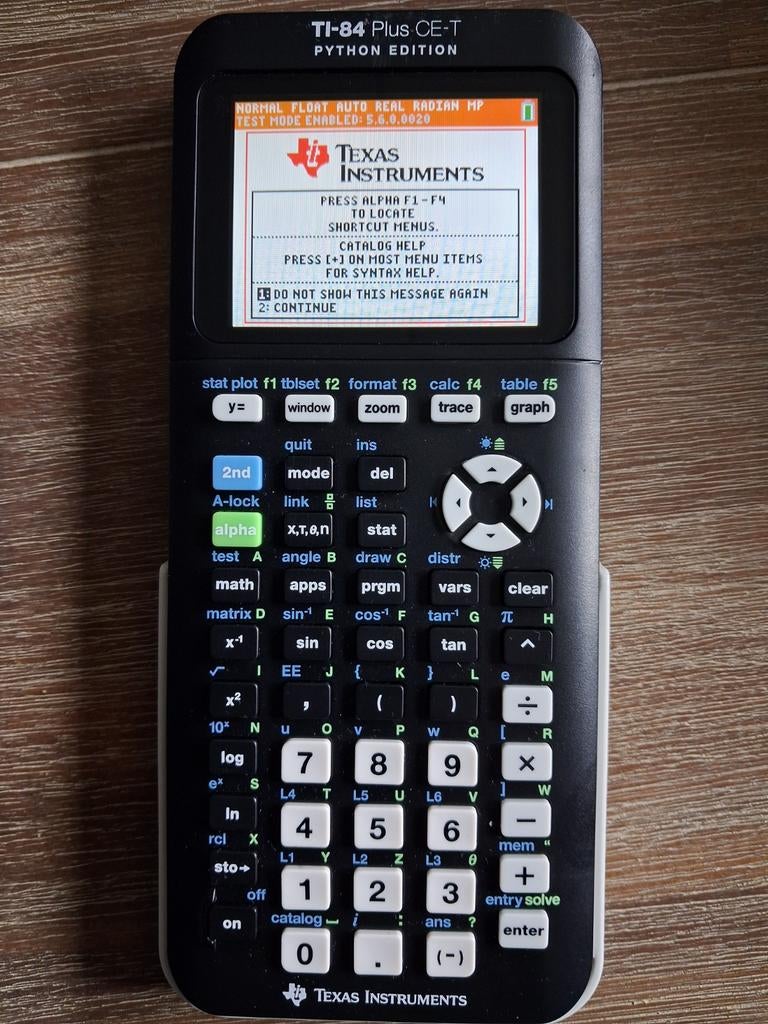 TI-84 Plus CE-T
PYTHON EDITION
NORMAL FLOAT AUTO REAL RADIAN MP
TEST MODE ENABLED: 5.6.0.0020
TEXAS
INSTRUMENTS
PRESS ALPHA F1-F4
TO LOCATE
SHORTCUT MENUS.
CATALOG HELP
PRESS [+] ON MOST MENU ITEMS
FOR SYNTAX HELP.
1: DO NOT SHOW THIS MESSAGE AGAIN
2: CONTINUE
stat plot f1 tblset f2 format f3 calc f4 table f5
y= window zoom trace graph
quit ins
2nd mode del
A-lock link list
alpha X,T,θ,n stat
test A angle B draw C distr
math apps prgm vars clear
matrix D sin⁻¹ E cos⁻¹ F tan⁻¹ G π H
x⁻¹ sin cos tan ^
√ I EE J { K } L e M
x² , ( ) ÷
10ˣ N u O v P w Q [ R
log 7 8 9 ×
eˣ S L4 T L5 U L6 V ] W
ln 4 5 6 −
rcl X L1 Y L2 Z L3 θ mem “
sto→ 1 2 3 +
off catalog ⎵ i : ans ? entry solve
on 0 . (-) enter
TEXAS INSTRUMENTS